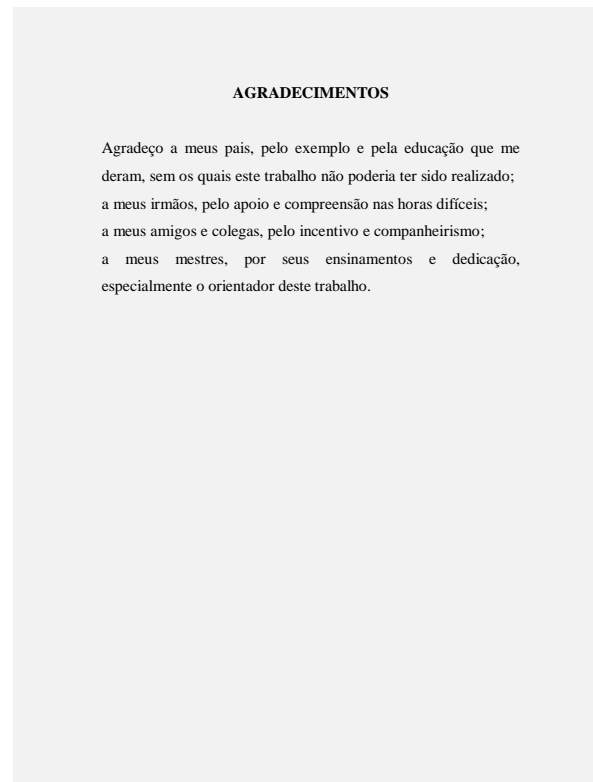 AGRADECIMENTOS
Agradeço a meus pais, pelo exemplo e pela educação que me
deram, sem os quais este trabalho não poderia ter sido realizado;
a meus irmãos, pelo apoio e compreensão nas horas difíceis;
a meus amigos e colegas, pelo incentivo e companheirismo;
a meus mestres, por seus ensinamentos e dedicação,
especialmente o orientador deste trabalho.